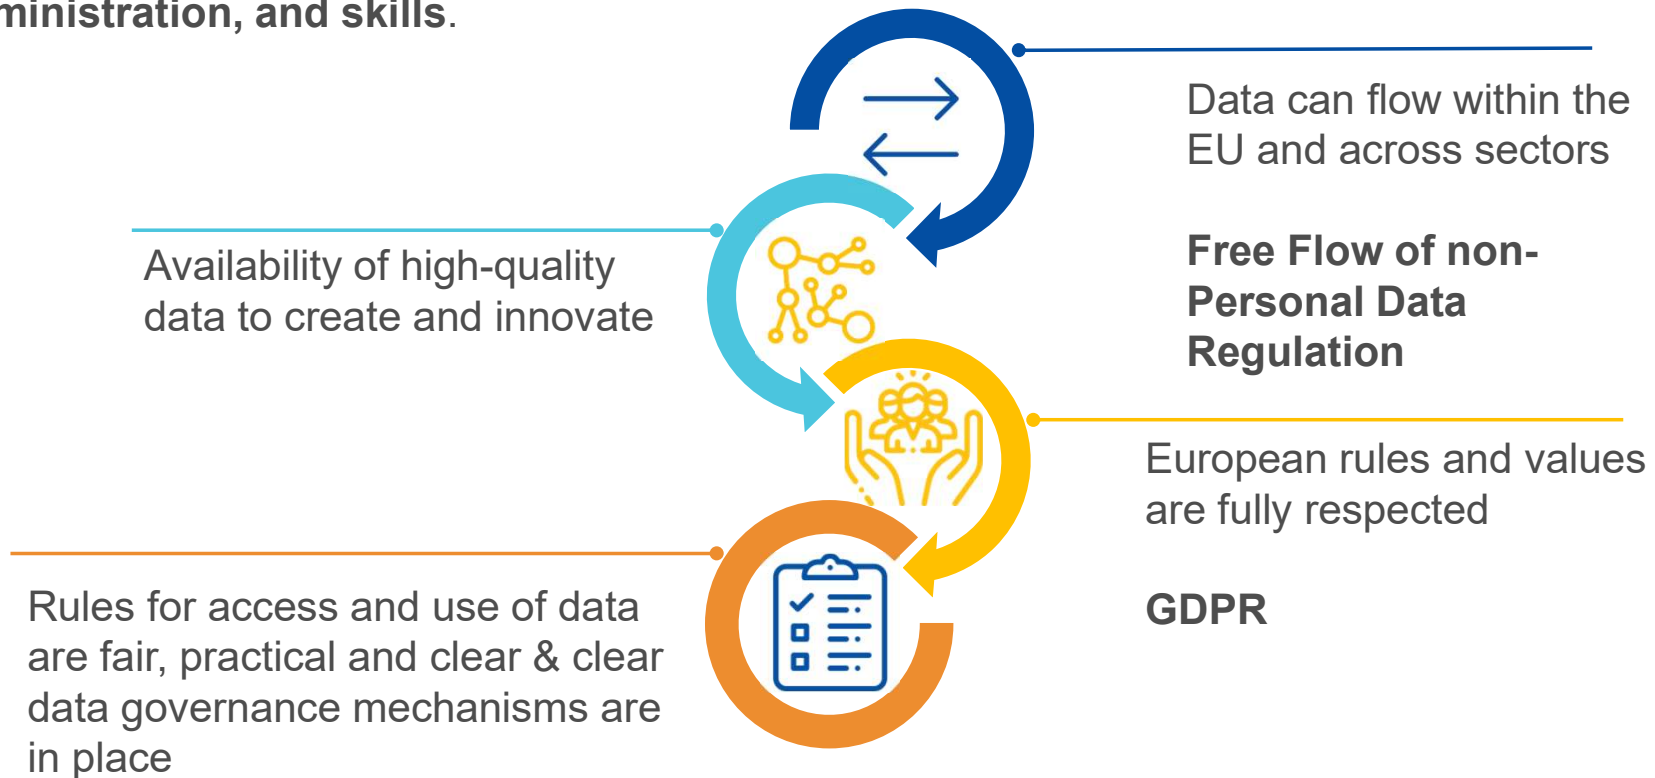 ministration, and skills.
Data can flow within the
EU and across sectors
Free Flow of non-
Personal Data
Regulation
Availability of high-quality
data to create and innovate
European rules and values
are fully respected
GDPR
Rules for access and use of data
are fair, practical and clear & clear
data governance mechanisms are
in place